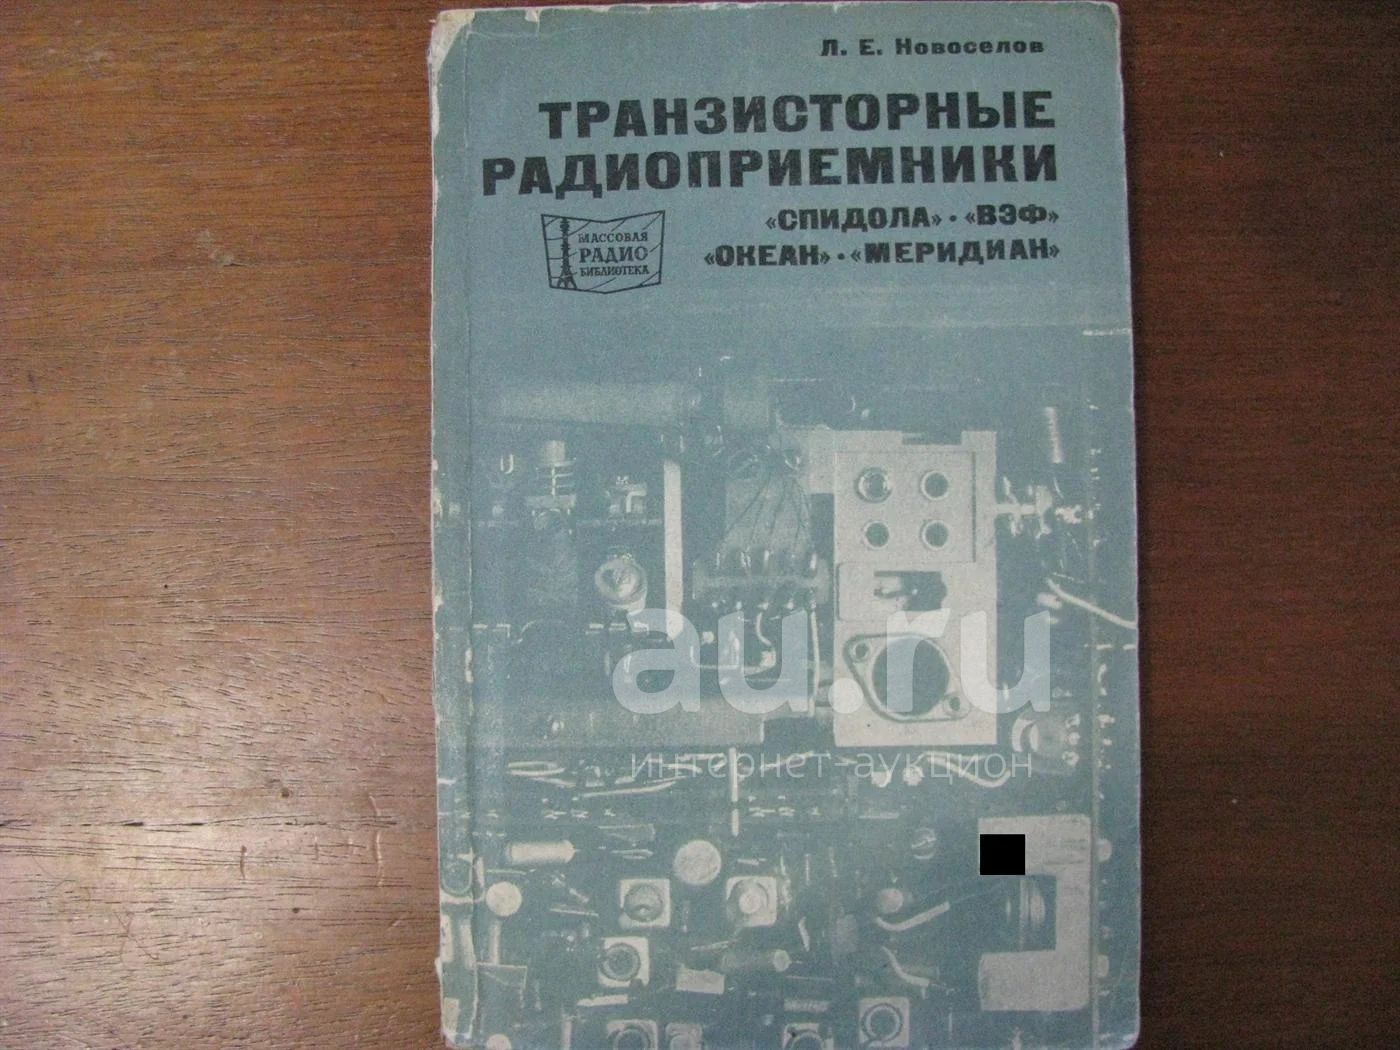 Л. Е. Новоселов
ТРАНЗИСТОРНЫЕ
РАДИОПРИЕМНИКИ
«СПИДОЛА» · «ВЭФ»
«ОКЕАН» · «МЕРИДИАН»
МАССОВАЯ
РАДИО
БИБЛИОТЕКА
au.ru
интернет-аукцион